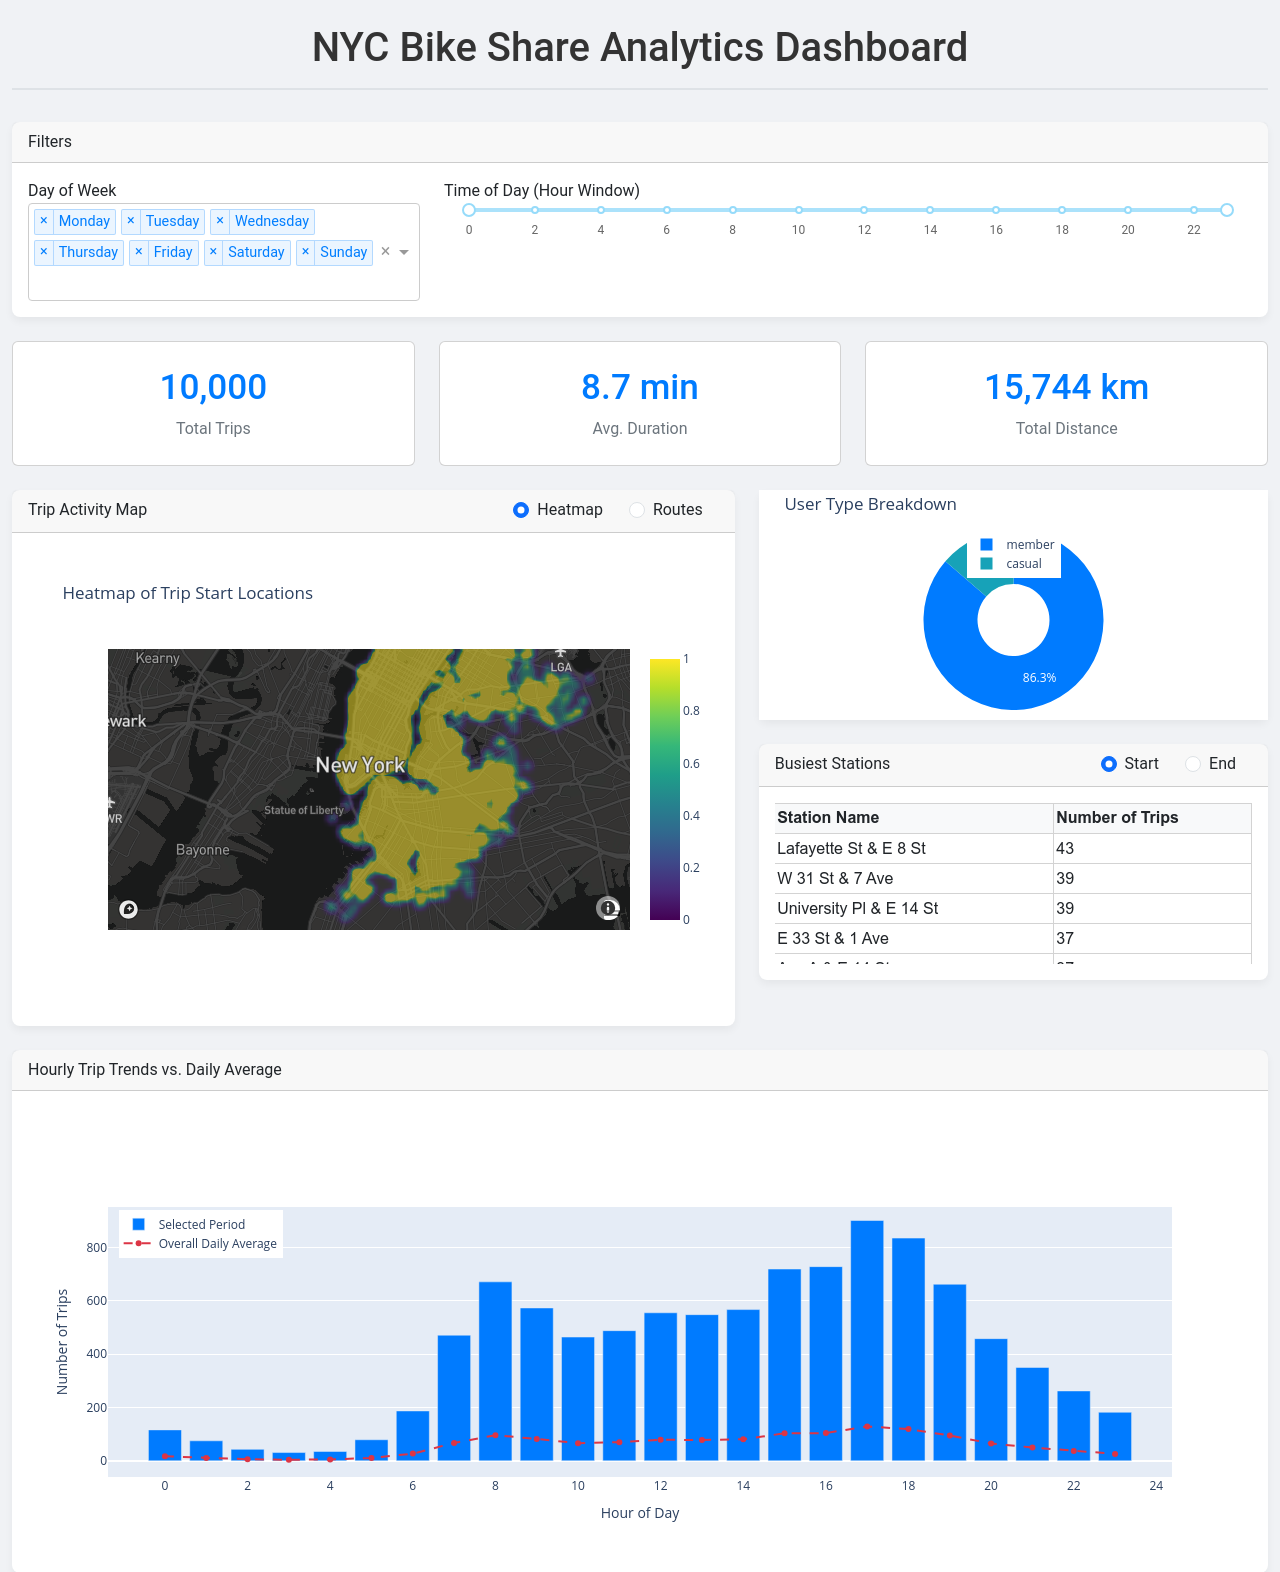 NYC Bike Share Analytics Dashboard
Filters
Day of Week
× Monday × Tuesday × Wednesday
× Thursday × Friday × Saturday × Sunday ×
Time of Day (Hour Window)
0 2 4 6 8 10 12 14 16 18 20 22
10,000
Total Trips
8.7 min
Avg. Duration
15,744 km
Total Distance
Trip Activity Map
Heatmap Routes
Heatmap of Trip Start Locations
Kearny
LGA
ewark
New York
Statue of Liberty
WR
Bayonne
1
0.8
0.6
0.4
0.2
0
User Type Breakdown
member
casual
86.3%
Busiest Stations
Start End
Station Name Number of Trips
Lafayette St & E 8 St 43
W 31 St & 7 Ave 39
University Pl & E 14 St 39
E 33 St & 1 Ave 37
Hourly Trip Trends vs. Daily Average
Selected Period
Overall Daily Average
Number of Trips
800
600
400
200
0
0 2 4 6 8 10 12 14 16 18 20 22 24
Hour of Day